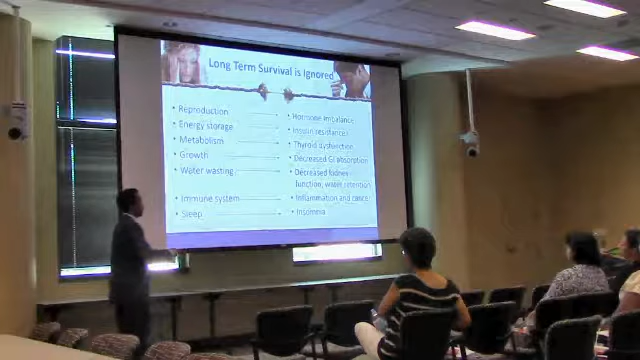 Long Term Survival is Ignored
• Reproduction
• Energy storage
• Metabolism
• Growth
• Water wasting
• Immune system
• Sleep
• Hormone imbalance
• Insulin resistance
• Thyroid dysfunction
• Decreased GI absorption
• Decreased kidney
function, water retention
• Inflammation and cancer
• Insomnia